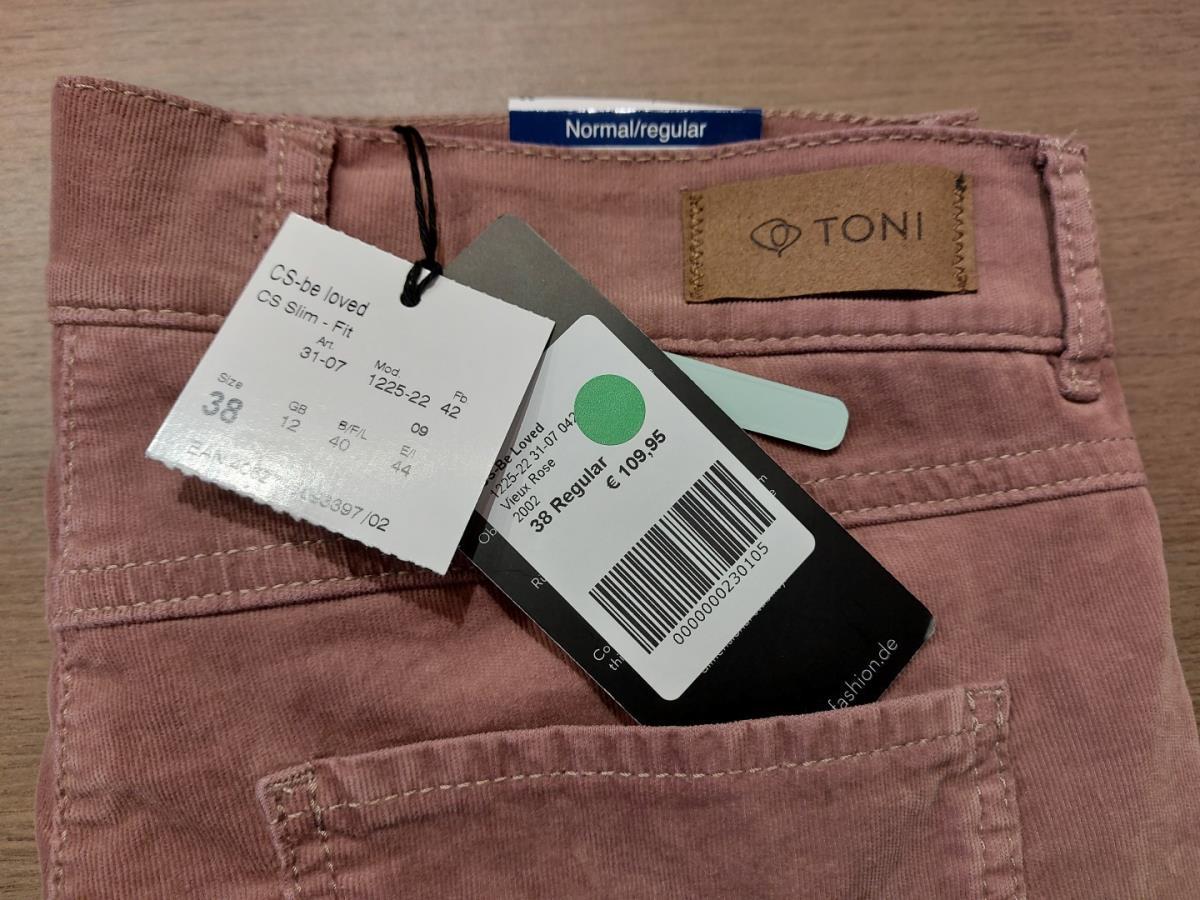 Normal/regular
TONI
CS-be loved
CS Slim - Fit
Art. Mod. Fb
31-07 1225-22 42
Size GB B/F/L E/I
38 12 40 44
09
EAN
93397/02
Be Loved
1225-22 31-07 042
Vieux Rose
2002
38 Regular
€ 109,95
0000000230105
fashion.de